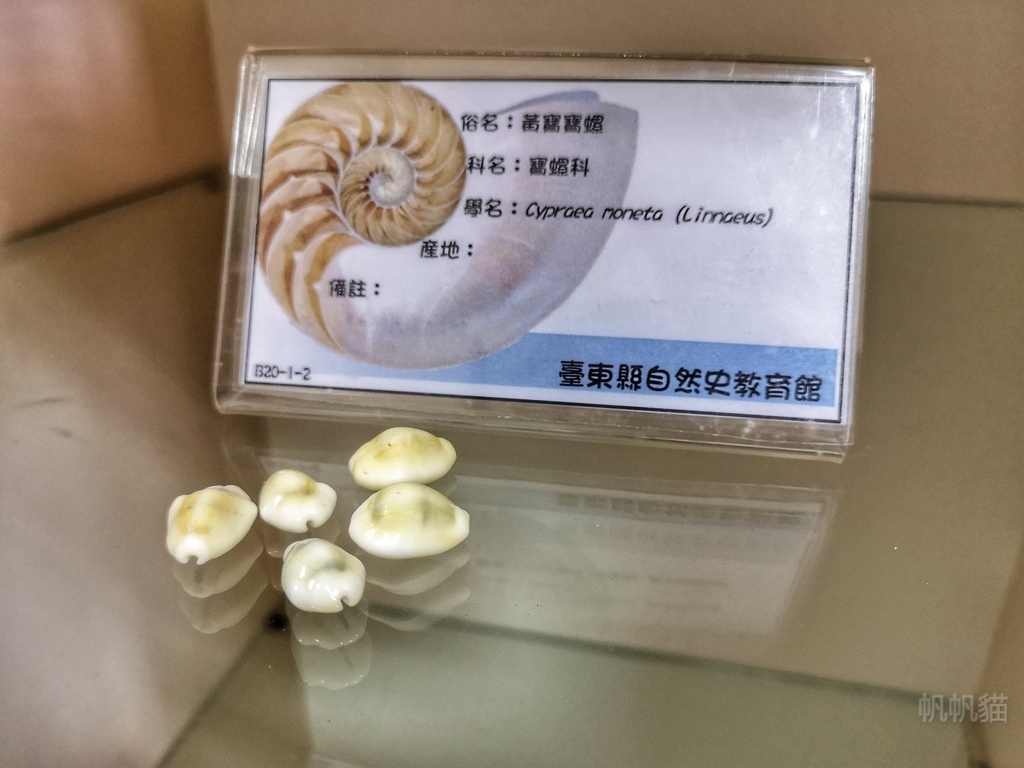 俗名：黃寶寶螺
科名：寶螺科
學名：Cypraea moneta (Linnaeus)
產地：
備註：
B20-1-2
臺東縣自然史教育館
帆帆貓